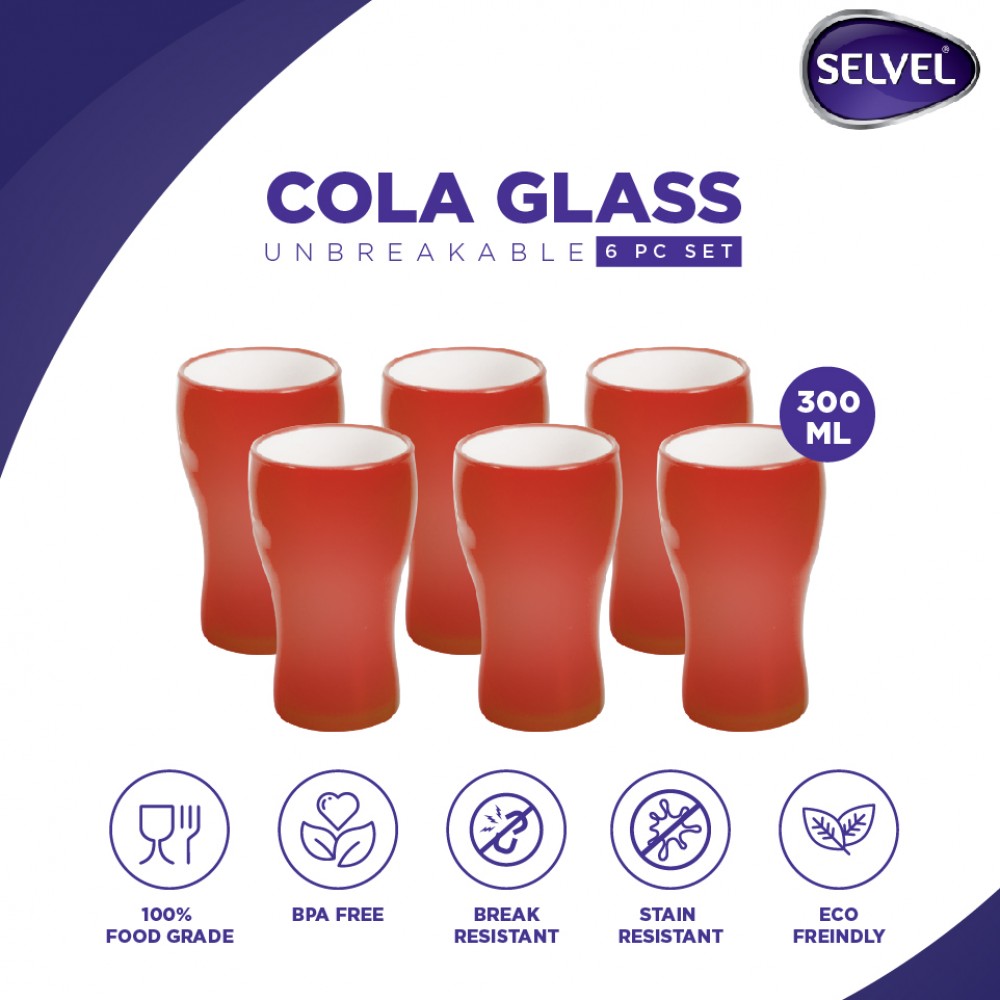 SELVEL®
COLA GLASS
UNBREAKABLE 6 PC SET
300
ML
100%
FOOD GRADE
BPA FREE
BREAK
RESISTANT
STAIN
RESISTANT
ECO
FREINDLY